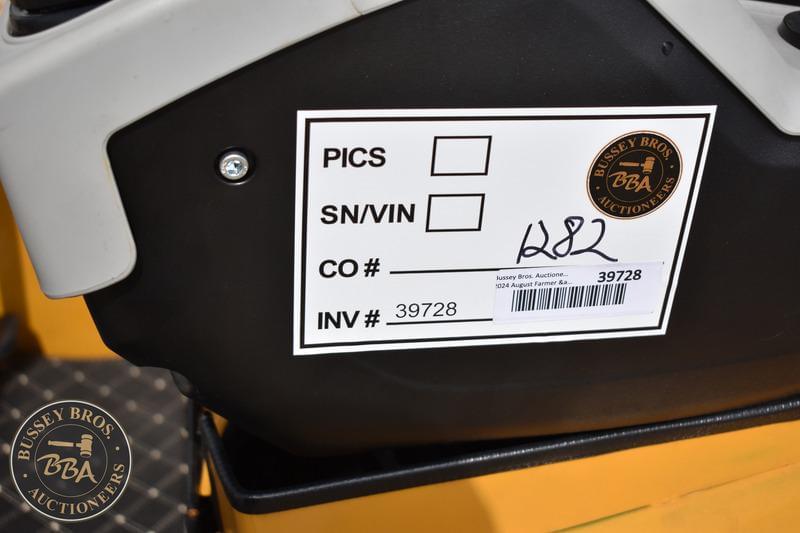 PICS
BUSSEY BROS.
BBA
AUCTIONEERS
SN/VIN
1282
CO #
Bussey Bros. Auctione...
39728
2024 August Farmer &a...
INV # 39728
BUSSEY BROS.
BBA
AUCTIONEERS